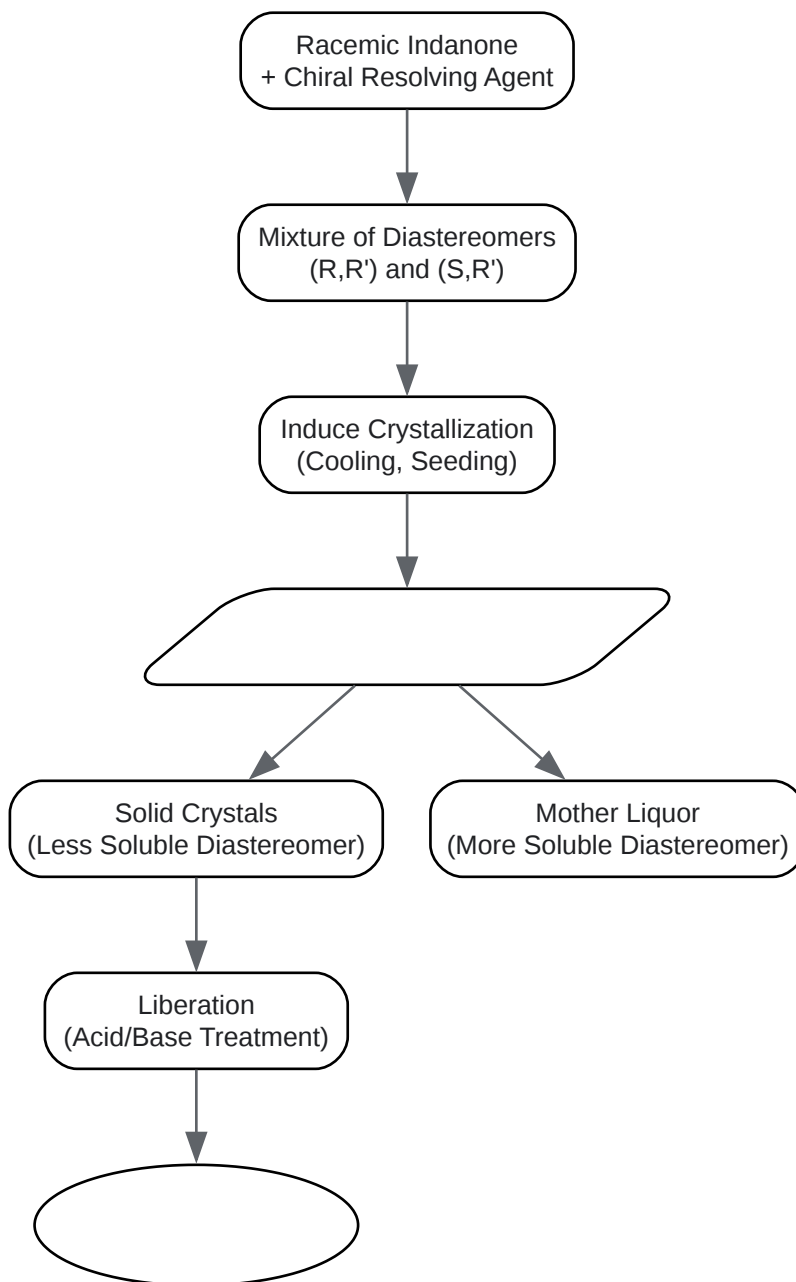 Racemic Indanone
+ Chiral Resolving Agent
Mixture of Diastereomers
(R,R') and (S,R')
Induce Crystallization
(Cooling, Seeding)
Solid Crystals
(Less Soluble Diastereomer)
Mother Liquor
(More Soluble Diastereomer)
Liberation
(Acid/Base Treatment)